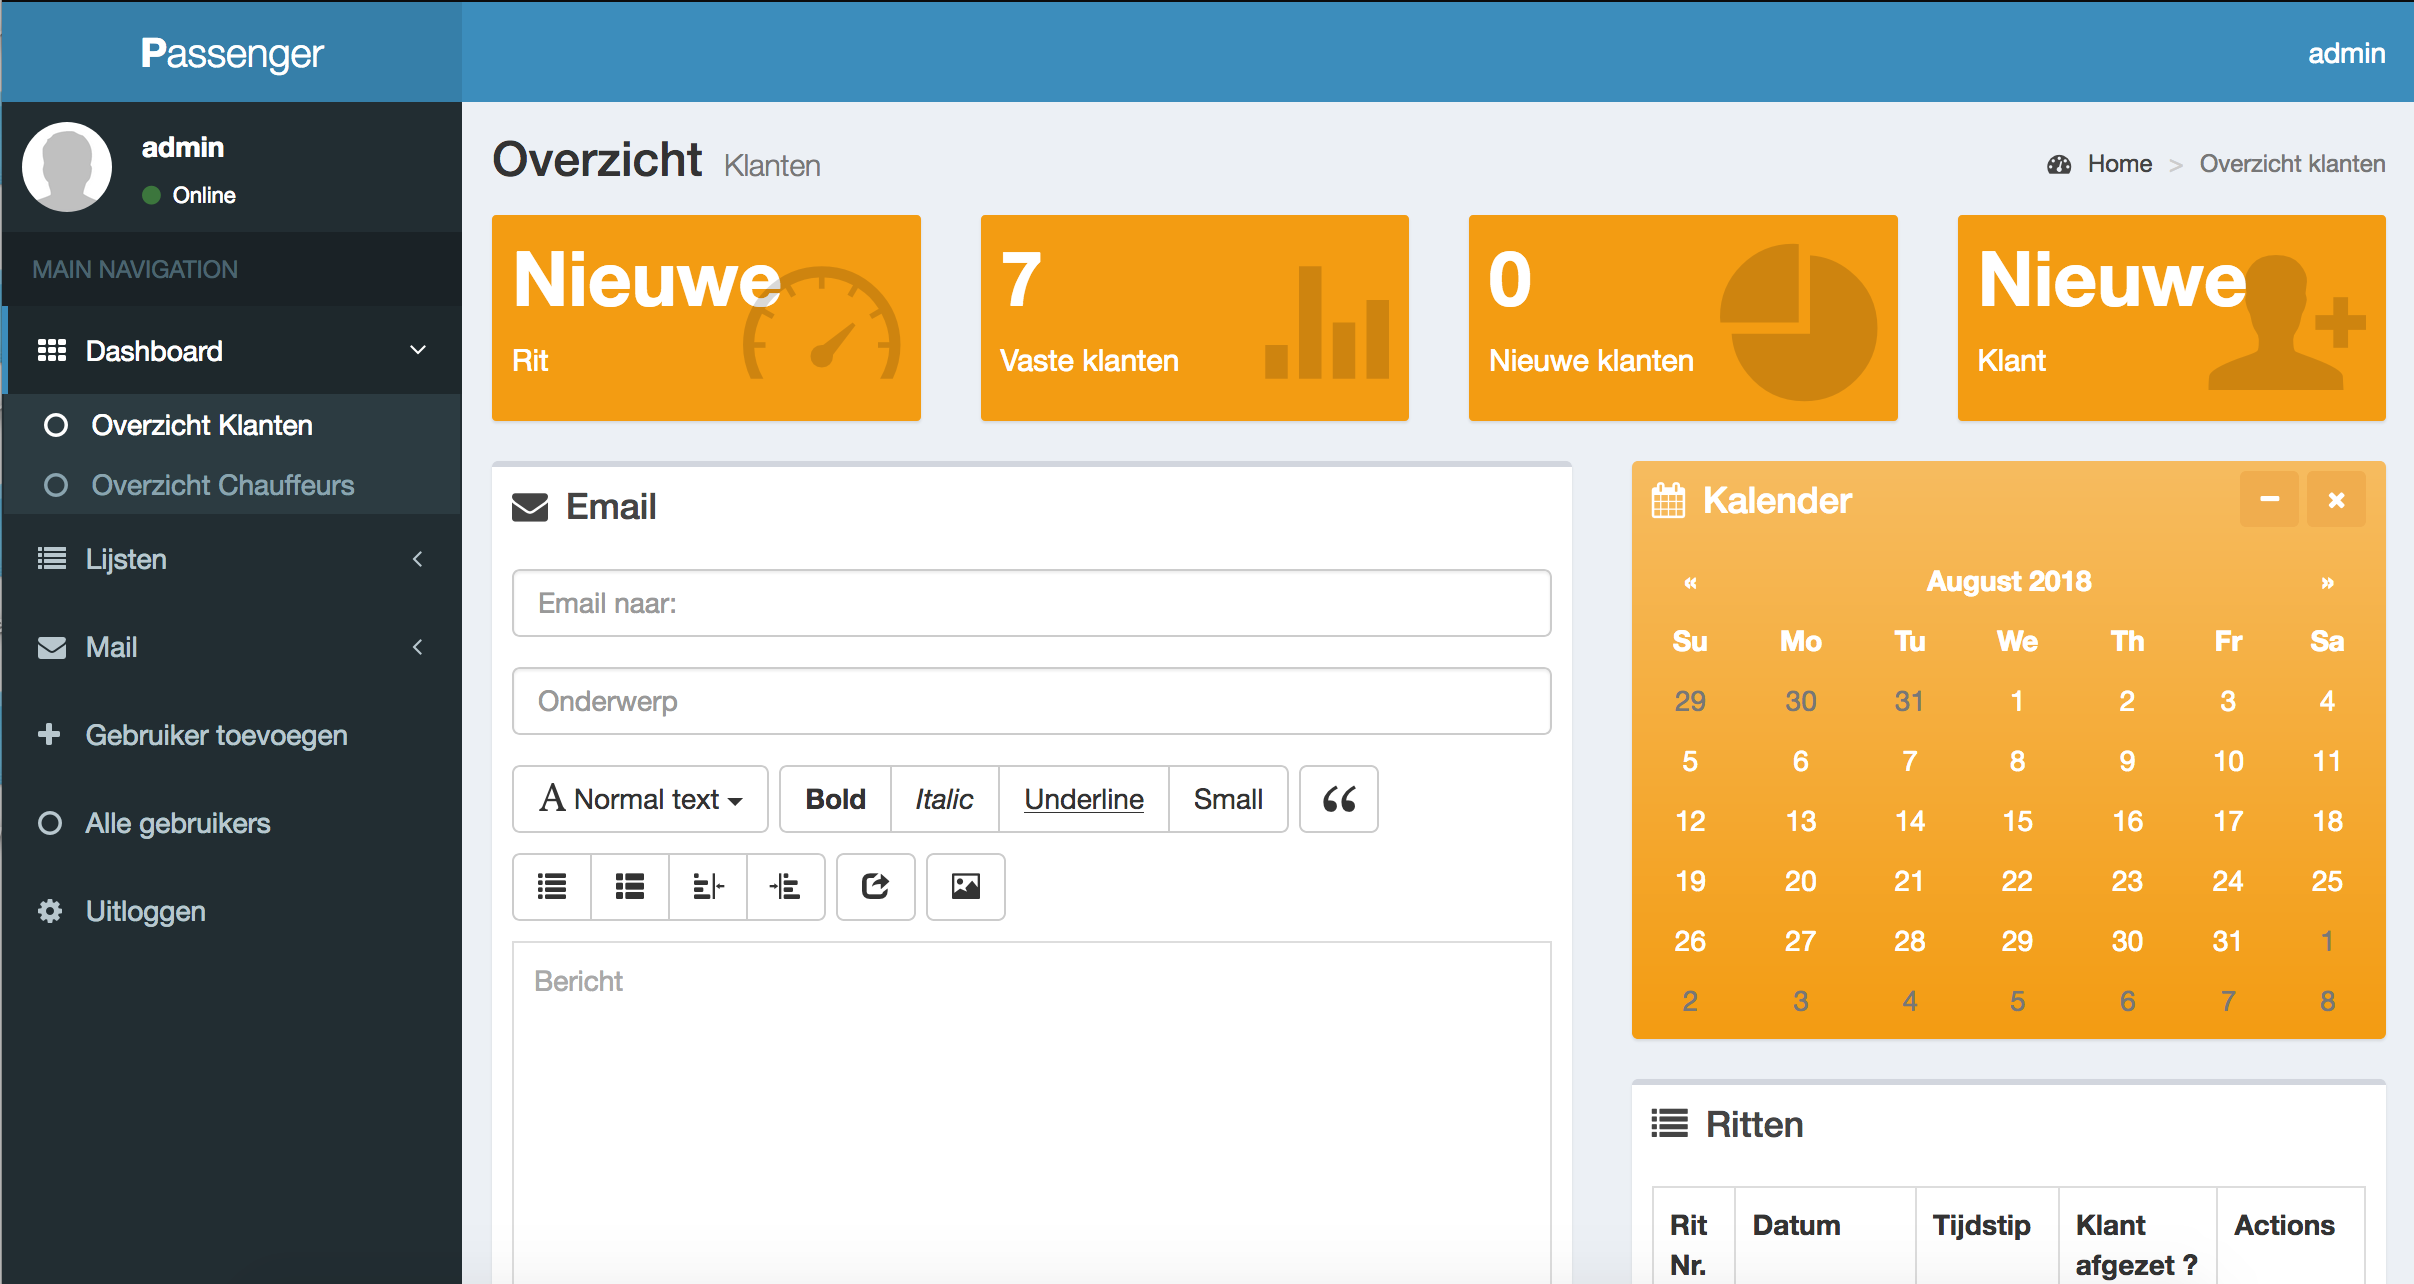 Passenger
admin
admin
Online
MAIN NAVIGATION
Dashboard
Overzicht Klanten
Overzicht Chauffeurs
Lijsten
Mail
Gebruiker toevoegen
Alle gebruikers
Uitloggen
Overzicht Klanten
Home > Overzicht klanten
Nieuwe
Rit
7
Vaste klanten
0
Nieuwe klanten
Nieuwe
Klant
Email
Email naar:
Onderwerp
A Normal text Bold Italic Underline Small “
Bericht
Kalender
« August 2018 »
Su Mo Tu We Th Fr Sa
29 30 31 1 2 3 4
5 6 7 8 9 10 11
12 13 14 15 16 17 18
19 20 21 22 23 24 25
26 27 28 29 30 31 1
2 3 4 5 6 7 8
Ritten
Rit Nr. Datum Tijdstip Klant afgezet ? Actions